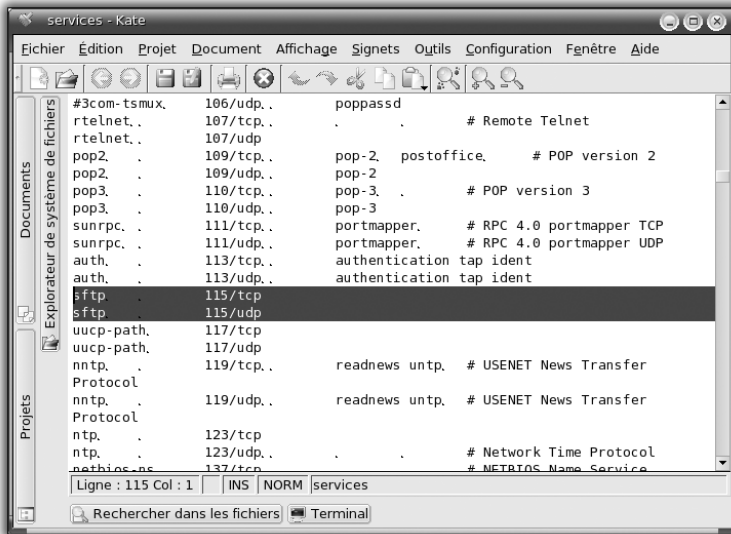 services - Kate
Fichier Édition Projet Document Affichage Signets Outils Configuration Fenêtre Aide
Documents
Projets
Explorateur de système de fichiers
#3com-tsmux. 106/udp.. poppassd
rtelnet.. 107/tcp.. . . # Remote Telnet
rtelnet.. 107/udp
pop2. . 109/tcp.. pop-2. postoffice. # POP version 2
pop2. . 109/udp.. pop-2
pop3. . 110/tcp.. pop-3. . # POP version 3
pop3. . 110/udp.. pop-3
sunrpc. . 111/tcp.. portmapper. # RPC 4.0 portmapper TCP
sunrpc. . 111/udp.. portmapper. # RPC 4.0 portmapper UDP
auth. . 113/tcp.. authentication tap ident
auth. . 113/udp.. authentication tap ident
sftp. . 115/tcp
sftp. . 115/udp
uucp-path. 117/tcp
uucp-path. 117/udp
nntp. . 119/tcp.. readnews untp. # USENET News Transfer
Protocol
nntp. . 119/udp.. readnews untp. # USENET News Transfer
Protocol
ntp. . 123/tcp
ntp. . 123/udp.. . . # Network Time Protocol
netbios-ns 137/tcp # NETBIOS Name Service
Ligne : 115 Col : 1 INS NORM services
Rechercher dans les fichiers Terminal